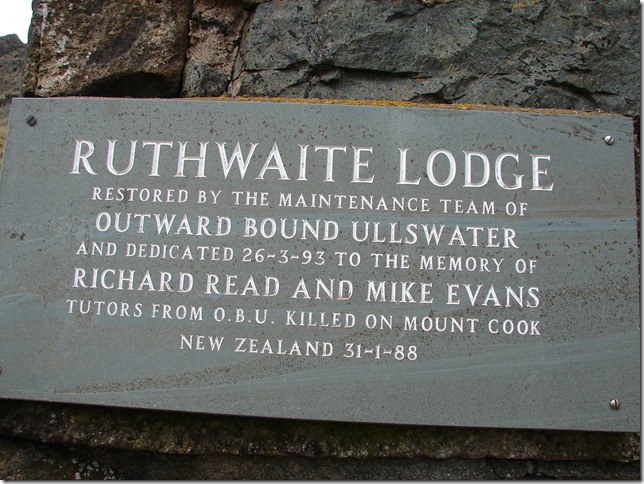 RUTHWAITE LODGE
RESTORED BY THE MAINTENANCE TEAM OF
OUTWARD BOUND ULLSWATER
AND DEDICATED 26-3-93 TO THE MEMORY OF
RICHARD READ AND MIKE EVANS
TUTORS FROM O.B.U. KILLED ON MOUNT COOK
NEW ZEALAND 31-1-88